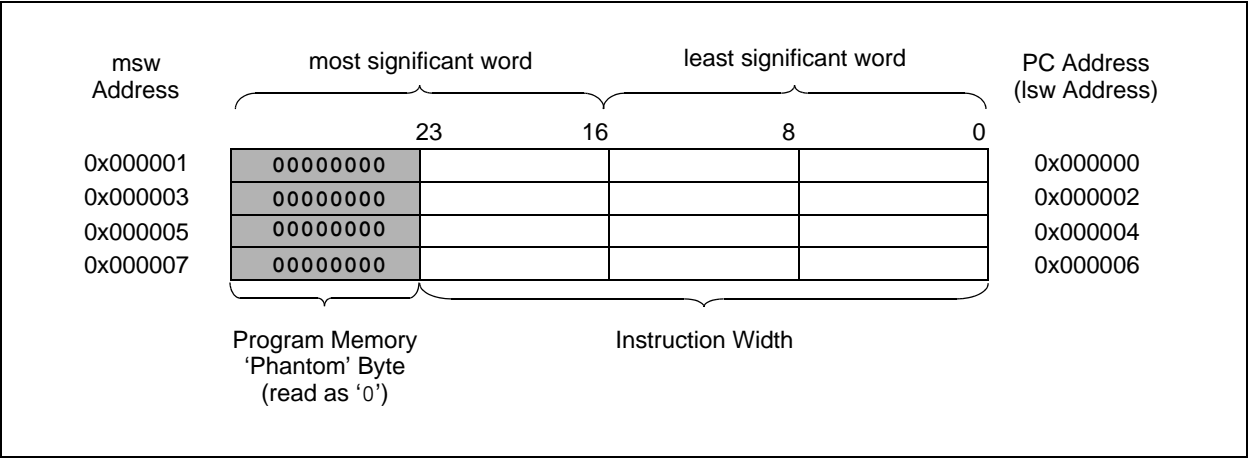 msw
Address
most significant word
least significant word
PC Address
(lsw Address)
23 16 8 0
0x000001 00000000 0x000000
0x000003 00000000 0x000002
0x000005 00000000 0x000004
0x000007 00000000 0x000006
Program Memory
‘Phantom’ Byte
(read as ‘0’)
Instruction Width